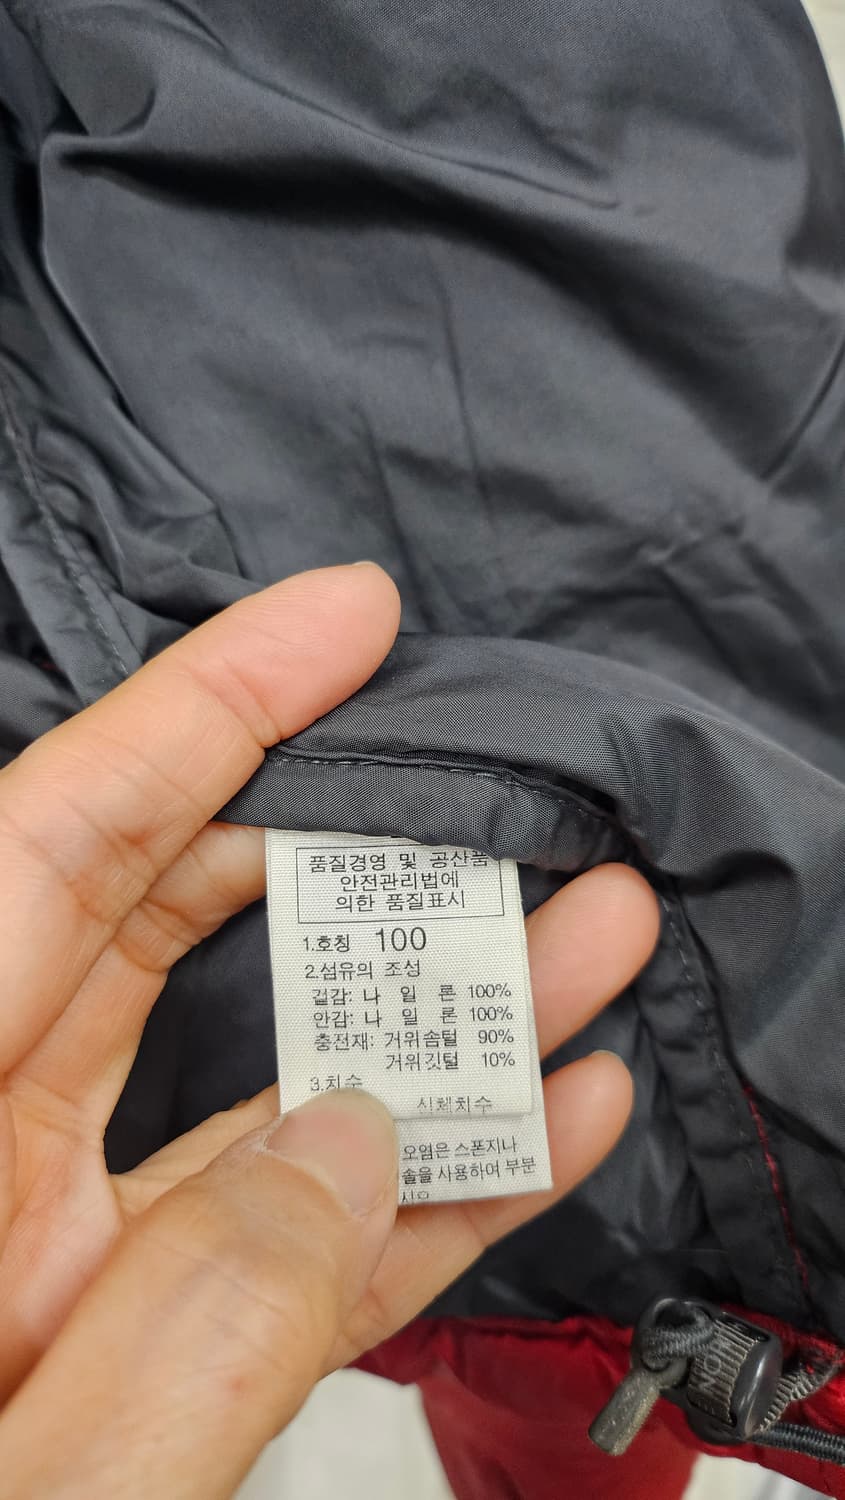 품질경영 및 공산품
안전관리법에
의한 품질표시
1.호칭 100
2.섬유의 조성
겉감: 나 일 론 100%
안감: 나 일 론 100%
충전재: 거위솜털 90%
거위깃털 10%
3.치수
신체치수
오염은 스폰지나
솔을 사용하여 부분
시오